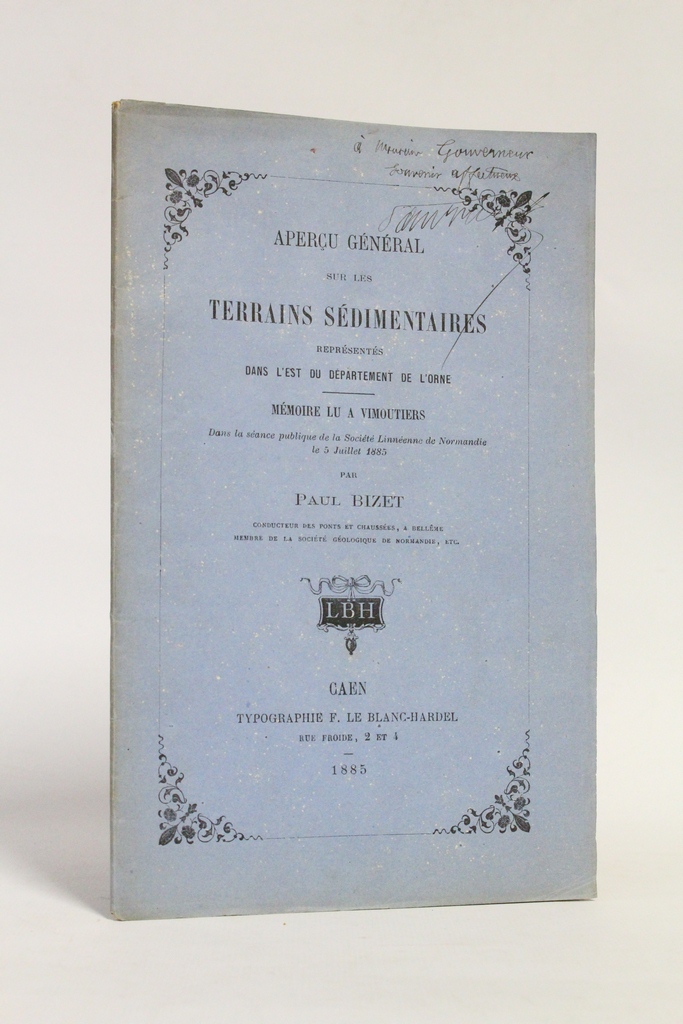 à Monsieur Gouverneur
Souvenir affectueux
APERÇU GÉNÉRAL
SUR LES
TERRAINS SÉDIMENTAIRES
REPRÉSENTÉS
DANS L'EST DU DÉPARTEMENT DE L'ORNE
MÉMOIRE LU A VIMOUTIERS
Dans la séance publique de la Société Linnéenne de Normandie
le 5 Juillet 1885
PAR
PAUL BIZET
CONDUCTEUR DES PONTS ET CHAUSSÉES, A BELLÊME
MEMBRE DE LA SOCIÉTÉ GÉOLOGIQUE DE NORMANDIE, ETC.
LBH
CAEN
TYPOGRAPHIE F. LE BLANC-HARDEL
RUE FROIDE, 2 ET 4
1885